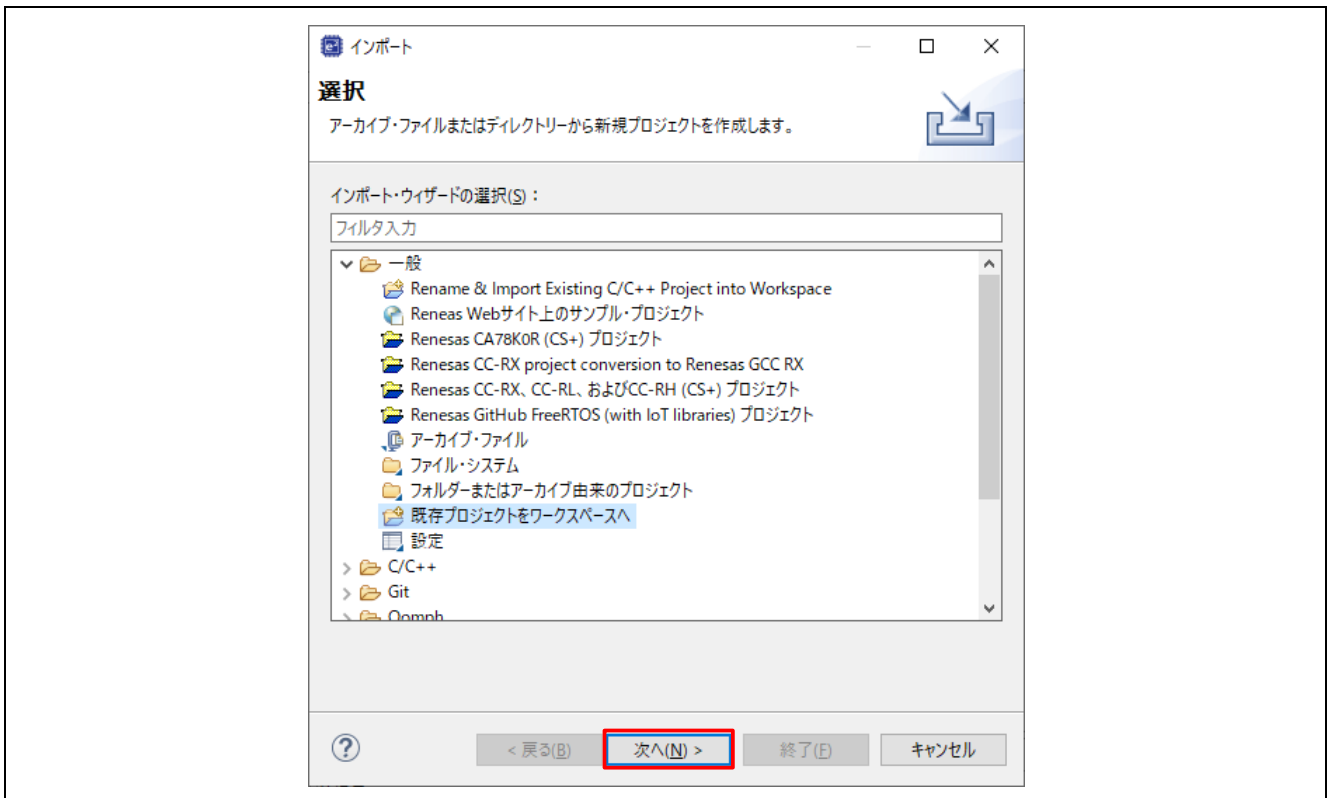 インポート
選択
アーカイブ・ファイルまたはディレクトリーから新規プロジェクトを作成します。
インポート・ウィザードの選択(S)：
フィルタ入力
一般
Rename & Import Existing C/C++ Project into Workspace
Reneas Webサイト上のサンプル・プロジェクト
Renesas CA78K0R (CS+) プロジェクト
Renesas CC-RX project conversion to Renesas GCC RX
Renesas CC-RX、CC-RL、およびCC-RH (CS+) プロジェクト
Renesas GitHub FreeRTOS (with IoT libraries) プロジェクト
アーカイブ・ファイル
ファイル・システム
フォルダーまたはアーカイブ由来のプロジェクト
既存プロジェクトをワークスペースへ
設定
C/C++
Git
Oomph
< 戻る(B) 次へ(N) > 終了(F) キャンセル